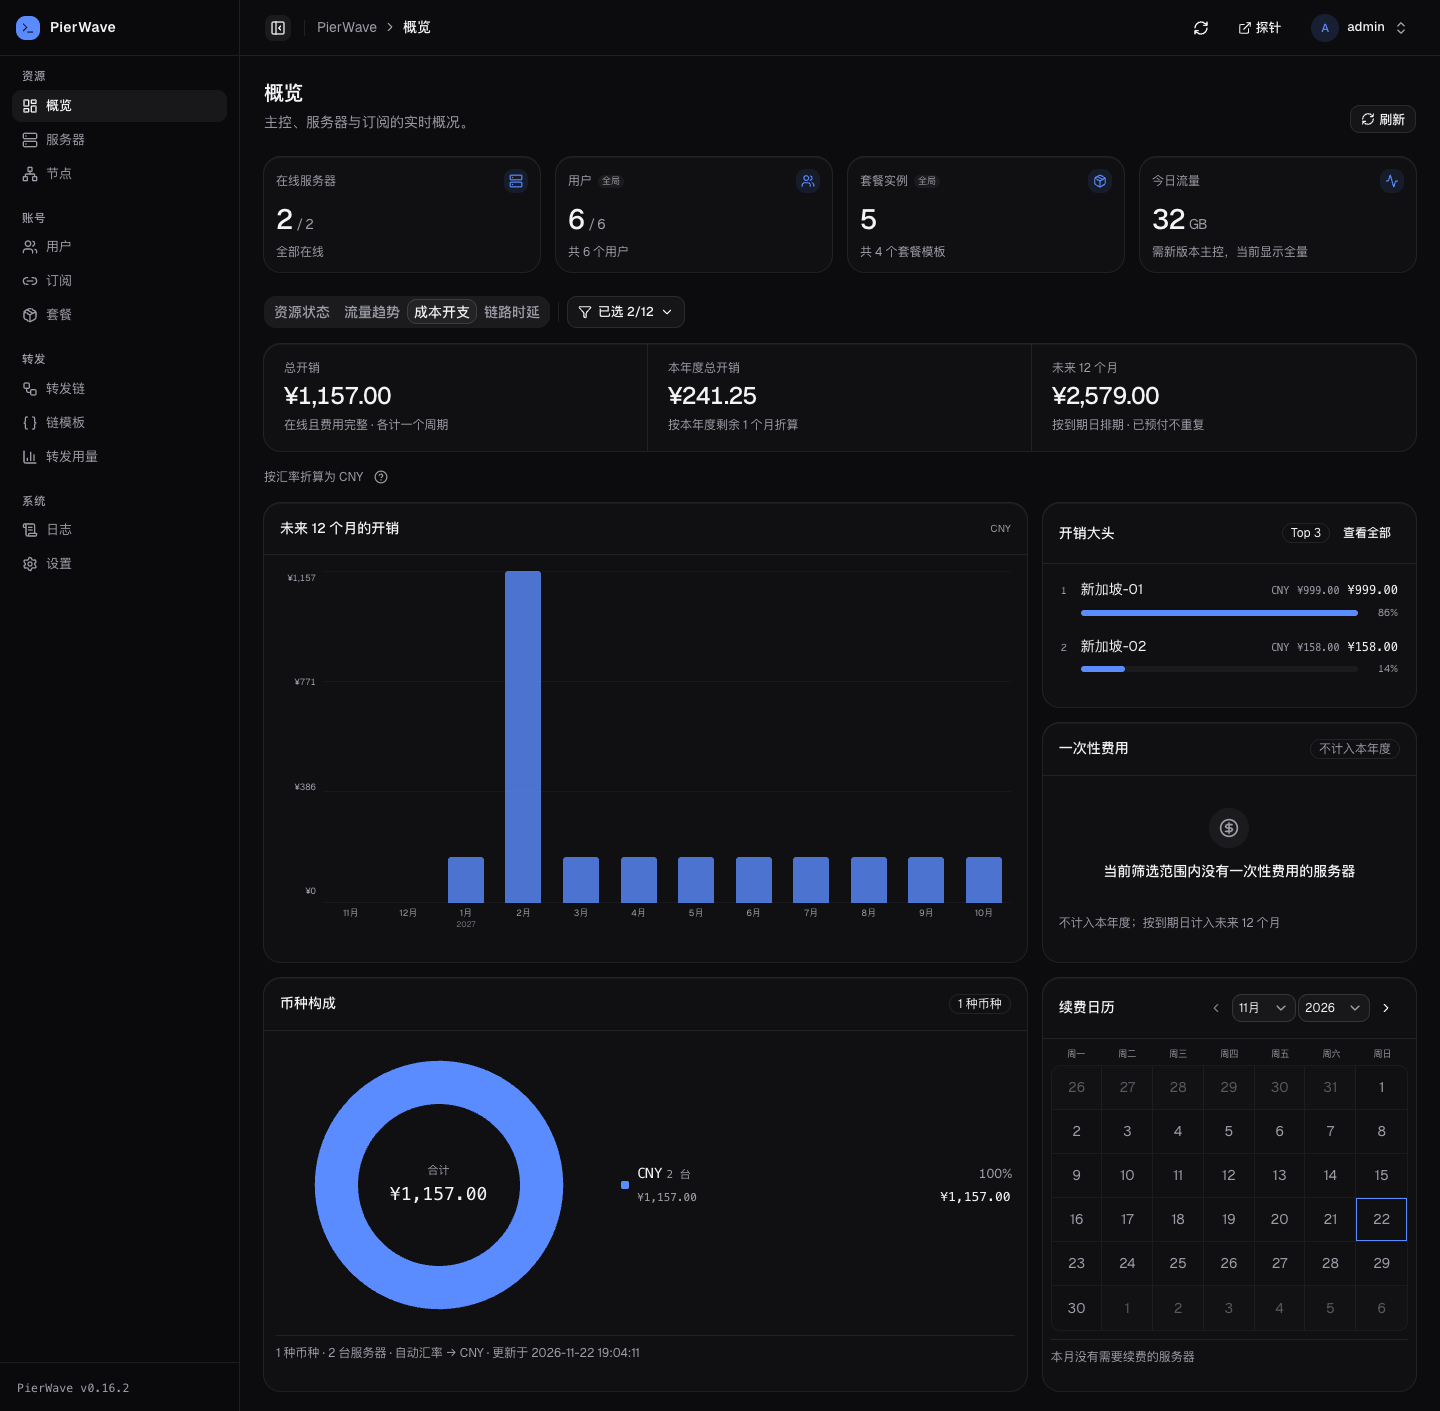 PierWave
资源
概览
服务器
节点
账号
用户
订阅
套餐
转发
转发链
链模板
转发用量
系统
日志
设置
PierWave v0.16.2
PierWave 概览
探针
A admin
概览
主控、服务器与订阅的实时概况。
刷新
在线服务器
2 / 2
全部在线
用户 全局
6 / 6
共 6 个用户
套餐实例 全局
5
共 4 个套餐模板
今日流量
32 GB
需新版本主控，当前显示全量
资源状态 流量趋势 成本开支 链路时延 已选 2/12
总开销
¥1,157.00
在线且费用完整 · 各计一个周期
本年度总开销
¥241.25
按本年度剩余 1 个月折算
未来 12 个月
¥2,579.00
按到期日排期 · 已预付不重复
按汇率折算为 CNY
未来 12 个月的开销 CNY
¥1,157
¥771
¥386
¥0
11月 12月 1月 2月 3月 4月 5月 6月 7月 8月 9月 10月
2027
开销大头 Top 3 查看全部
1 新加坡-01 CNY ¥999.00 ¥999.00
86%
2 新加坡-02 CNY ¥158.00 ¥158.00
14%
一次性费用 不计入本年度
当前筛选范围内没有一次性费用的服务器
不计入本年度；按到期日计入未来 12 个月
币种构成 1 种币种
合计
¥1,157.00
CNY 2 台 100%
¥1,157.00 ¥1,157.00
1 种币种 · 2 台服务器 · 自动汇率 → CNY · 更新于 2026-11-22 19:04:11
续费日历 11月 2026
周一 周二 周三 周四 周五 周六 周日
26 27 28 29 30 31 1
2 3 4 5 6 7 8
9 10 11 12 13 14 15
16 17 18 19 20 21 22
23 24 25 26 27 28 29
30 1 2 3 4 5 6
本月没有需要续费的服务器